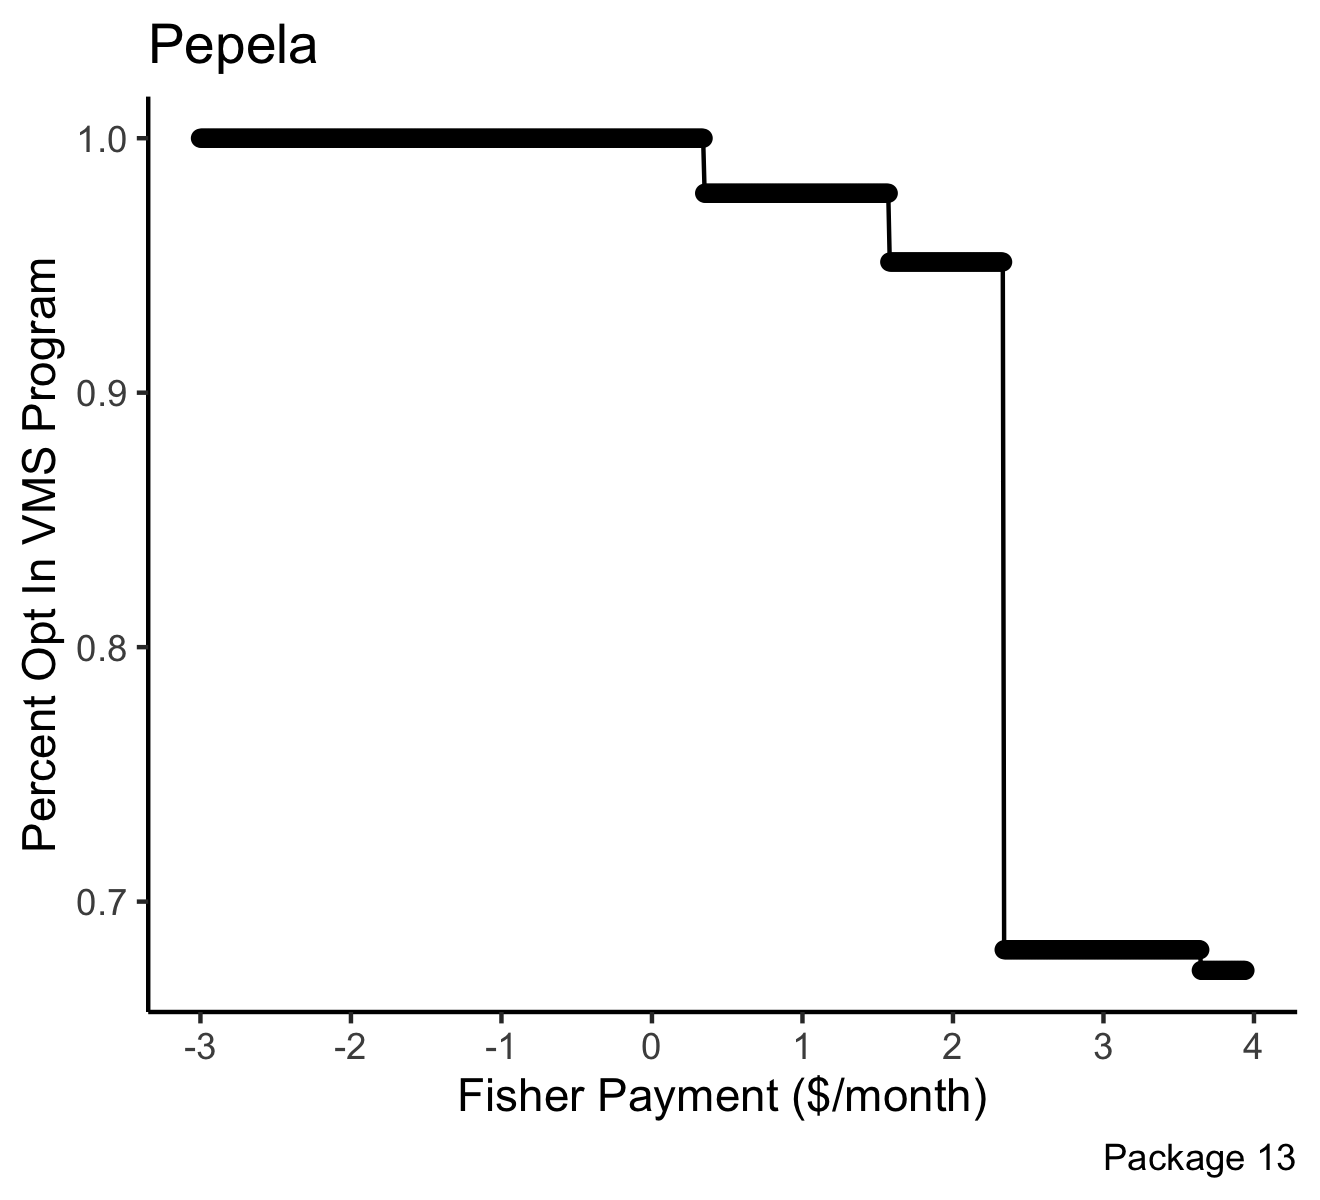 Pepela
Percent Opt In VMS Program
1.0
0.9
0.8
0.7
-3 -2 -1 0 1 2 3 4
Fisher Payment ($/month)
Package 13